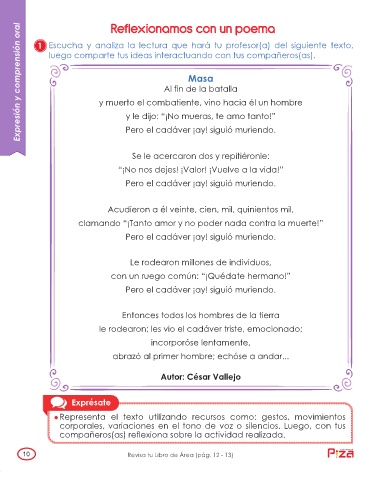 Expresión y comprensión oral
Reflexionamos con un poema
1 Escucha y analiza la lectura que hará tu profesor(a) del siguiente texto,
luego comparte tus ideas interactuando con tus compañeros(as).
Masa
Al fin de la batalla
y muerto el combatiente, vino hacia él un hombre
y le dijo: “¡No mueras, te amo tanto!”
Pero el cadáver ¡ay! siguió muriendo.
Se le acercaron dos y repitiéronle:
“¡No nos dejes! ¡Valor! ¡Vuelve a la vida!”
Pero el cadáver ¡ay! siguió muriendo.
Acudieron a él veinte, cien, mil, quinientos mil,
clamando “¡Tanto amor y no poder nada contra la muerte!”
Pero el cadáver ¡ay! siguió muriendo.
Le rodearon millones de individuos,
con un ruego común: “¡Quédate hermano!”
Pero el cadáver ¡ay! siguió muriendo.
Entonces todos los hombres de la tierra
le rodearon; les vio el cadáver triste, emocionado;
incorporóse lentamente,
abrazó al primer hombre; echóse a andar...
Autor: César Vallejo
Exprésate
Representa el texto utilizando recursos como: gestos, movimientos
corporales, variaciones en el tono de voz o silencios. Luego, con tus
compañeros(as) reflexiona sobre la actividad realizada.
10
Revisa tu Libro de Área (pág. 12 - 13)
P!zA